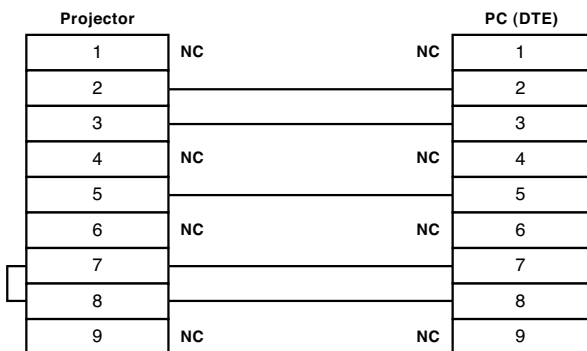 Projector PC (DTE)
1 NC NC 1
2 2
3 3
4 NC NC 4
5 5
6 NC NC 6
7 7
8 8
9 NC NC 9